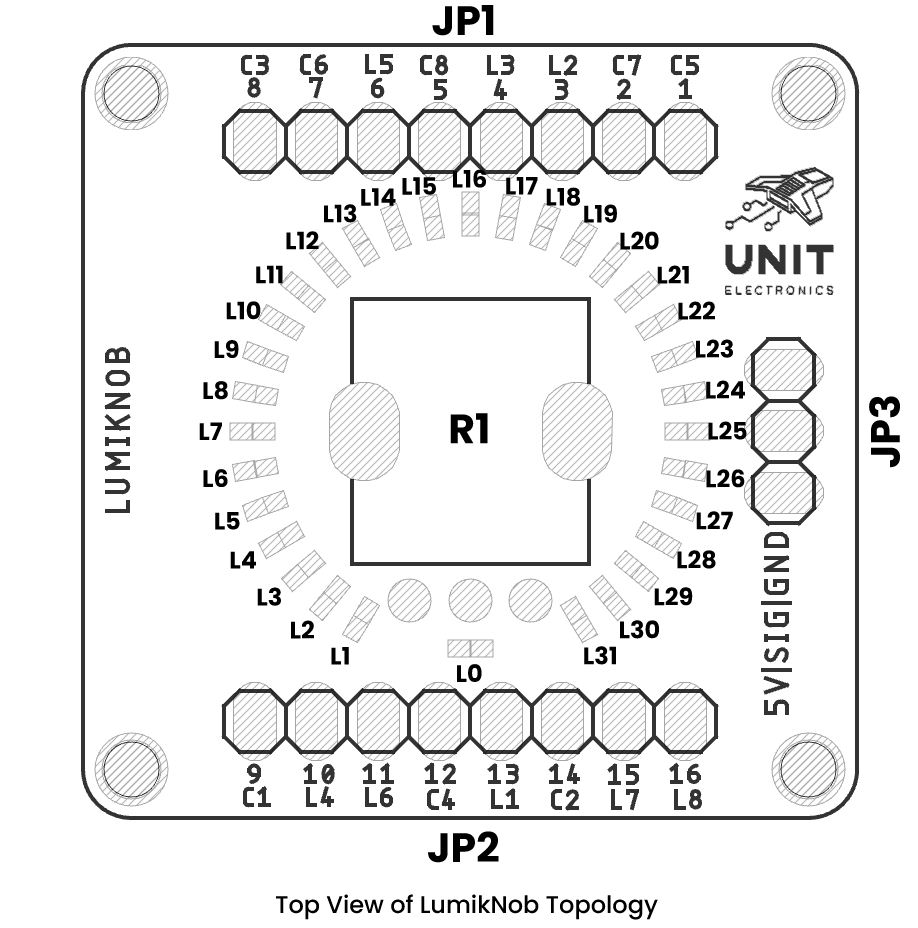 JP1
C3 C6 L5 C8 L3 L2 C7 C5
8 7 6 5 4 3 2 1
L16
L15 L17
L14 L18
L13 L19
L12 L20
L11 L21
L10 L22
L9 L23
L8 L24
L7 L25
L6 L26
L5 L27
L4 L28
L3 L29
L2 L30
L1 L31
L0
R1
LUMIKNOB
UNIT
ELECTRONICS
JP3
5V|SIG|GND
9 10 11 12 13 14 15 16
C1 L4 L6 C4 L1 C2 L7 L8
JP2
Top View of LumikNob Topology